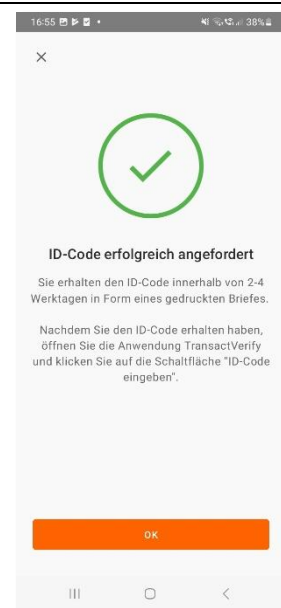 16:55
38%
ID-Code erfolgreich angefordert
Sie erhalten den ID-Code innerhalb von 2-4
Werktagen in Form eines gedruckten Briefes.
Nachdem Sie den ID-Code erhalten haben,
öffnen Sie die Anwendung TransactVerify
und klicken Sie auf die Schaltfläche "ID-Code
eingeben".
OK